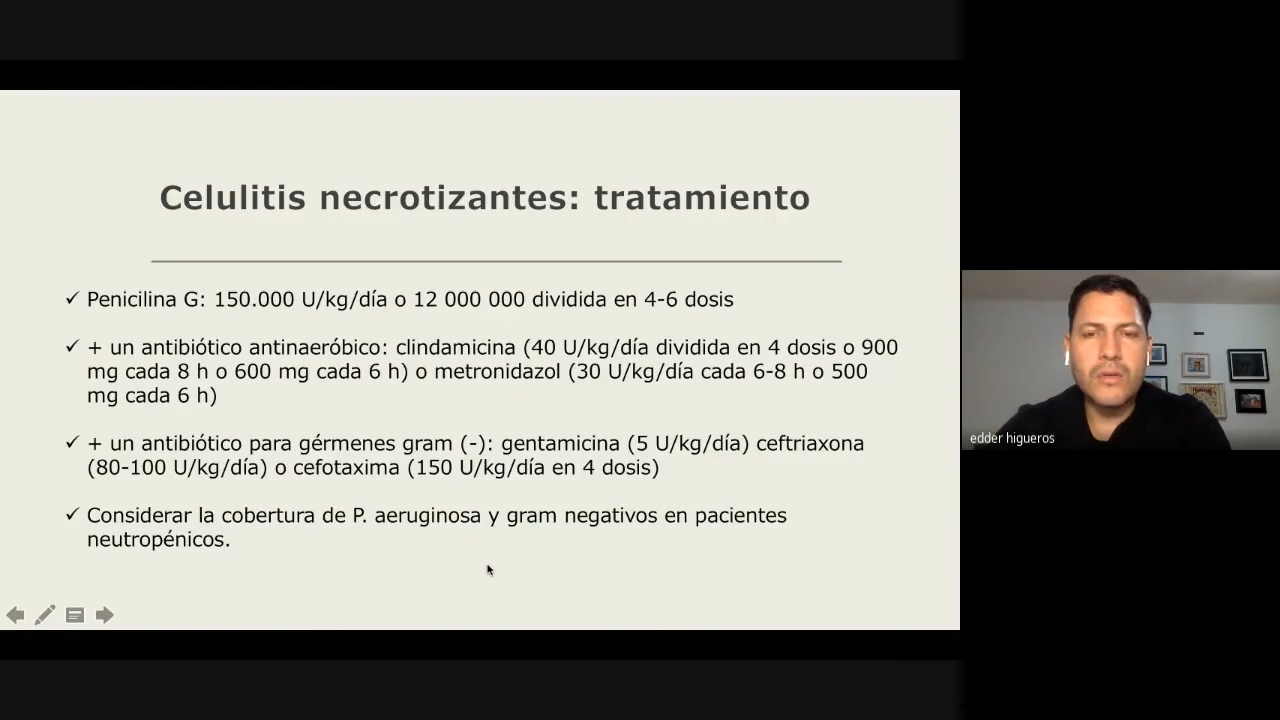 Celulitis necrotizantes: tratamiento
✓ Penicilina G: 150.000 U/kg/día o 12 000 000 dividida en 4-6 dosis
✓ + un antibiótico antinaeróbico: clindamicina (40 U/kg/día dividida en 4 dosis o 900
mg cada 8 h o 600 mg cada 6 h) o metronidazol (30 U/kg/día cada 6-8 h o 500
mg cada 6 h)
✓ + un antibiótico para gérmenes gram (-): gentamicina (5 U/kg/día) ceftriaxona
(80-100 U/kg/día) o cefotaxima (150 U/kg/día en 4 dosis)
✓ Considerar la cobertura de P. aeruginosa y gram negativos en pacientes
neutropénicos.
edder higueros